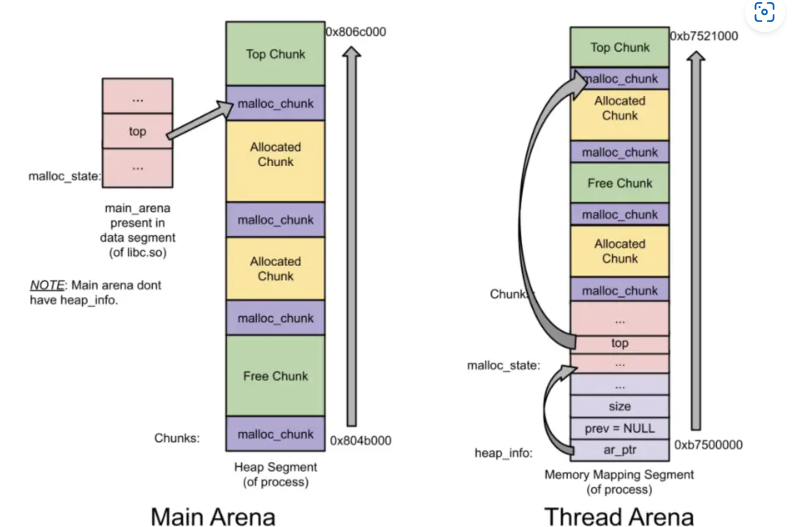 0x806c000
Top Chunk
malloc_chunk
...
top
...
malloc_state:
Allocated
Chunk
main_arena
present in
data segment
(of libc.so)
malloc_chunk
Allocated
Chunk
NOTE: Main arena dont
have heap_info.
malloc_chunk
Free Chunk
Chunks:
malloc_chunk
0x804b000
Heap Segment
(of process)
Main Arena
0xb7521000
Top Chunk
malloc_chunk
Allocated
Chunk
malloc_chunk
Free Chunk
malloc_chunk
Allocated
Chunk
Chunk
malloc_chunk
...
top
malloc_state:
...
...
size
prev = NULL
0xb7500000
heap_info:
ar_ptr
Memory Mapping Segment
(of process)
Thread Arena